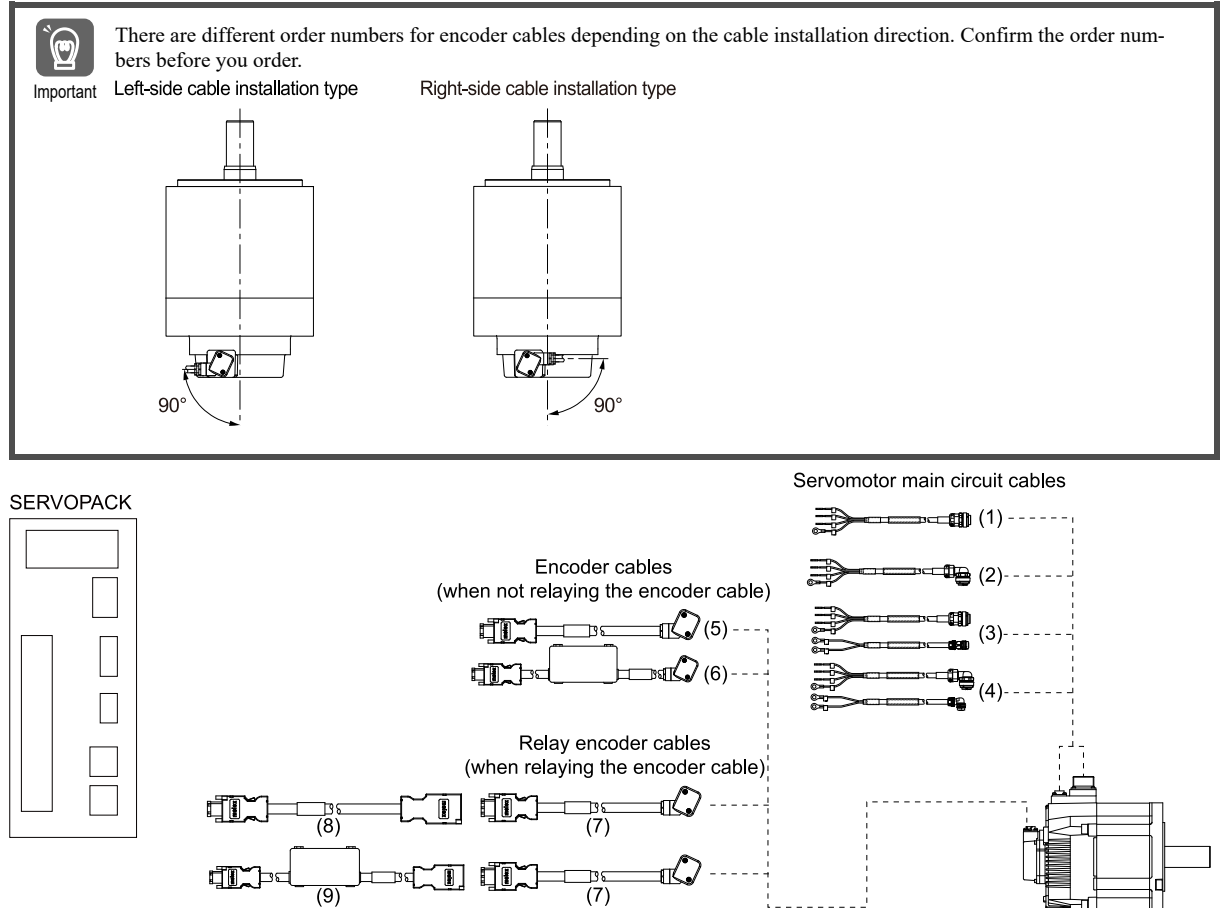 There are different order numbers for encoder cables depending on the cable installation direction. Confirm the order num-
bers before you order.
Important
Left-side cable installation type
Right-side cable installation type
90°
90°
SERVOPACK
Servomotor main circuit cables
(1)
(2)
(3)
(4)
Encoder cables
(when not relaying the encoder cable)
(5)
(6)
Relay encoder cables
(when relaying the encoder cable)
(8)
(7)
(9)
(7)